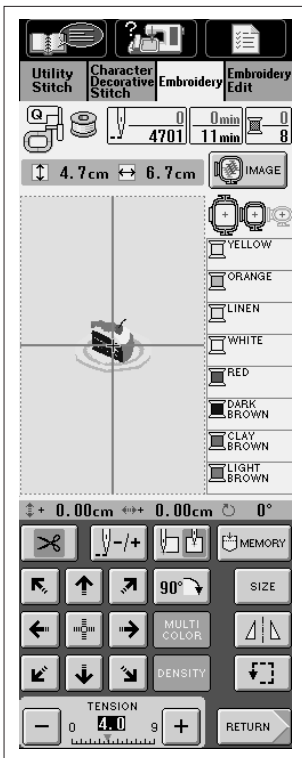 Utility Stitch
Character Decorative Stitch
Embroidery
Embroidery Edit
Q
0
4701
0min
11min
0
8
4.7cm
6.7cm
IMAGE
YELLOW
ORANGE
LINEN
WHITE
RED
DARK BROWN
CLAY BROWN
LIGHT BROWN
+ 0.00cm
+ 0.00cm
0°
-/+
MEMORY
90°
SIZE
MULTI COLOR
DENSITY
TENSION
−
0
4.0
9
+
RETURN